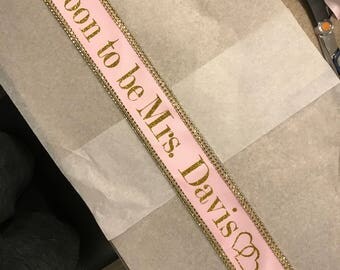 oon to be Mrs. Davis